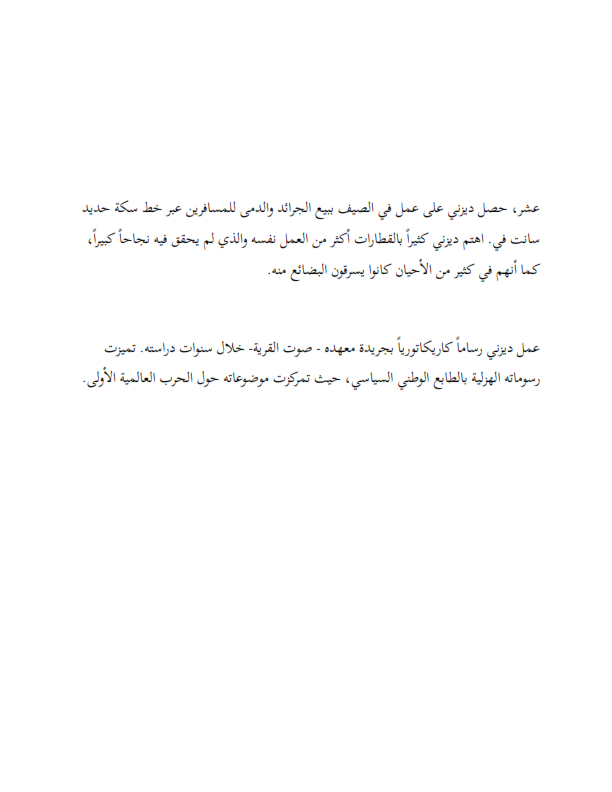 عشر، حصل ديزني على عمل في الصيف ببيع الجرائد والدمى للمسافرين عبر خط سكة حديد
سانت في. اهتم ديزني كثيراً بالقطارات أكثر من العمل نفسه والذي لم يحقق فيه نجاحاً كبيراً،
كما أنهم في كثير من الأحيان كانوا يسرقون البضائع منه.
عمل ديزني رساماً كاريكاتورياً بجريدة معهده - صوت القرية- خلال سنوات دراسته. تميزت
رسوماته الهزلية بالطابع الوطني السياسي، حيث تمركزت موضوعاته حول الحرب العالمية الأولى.